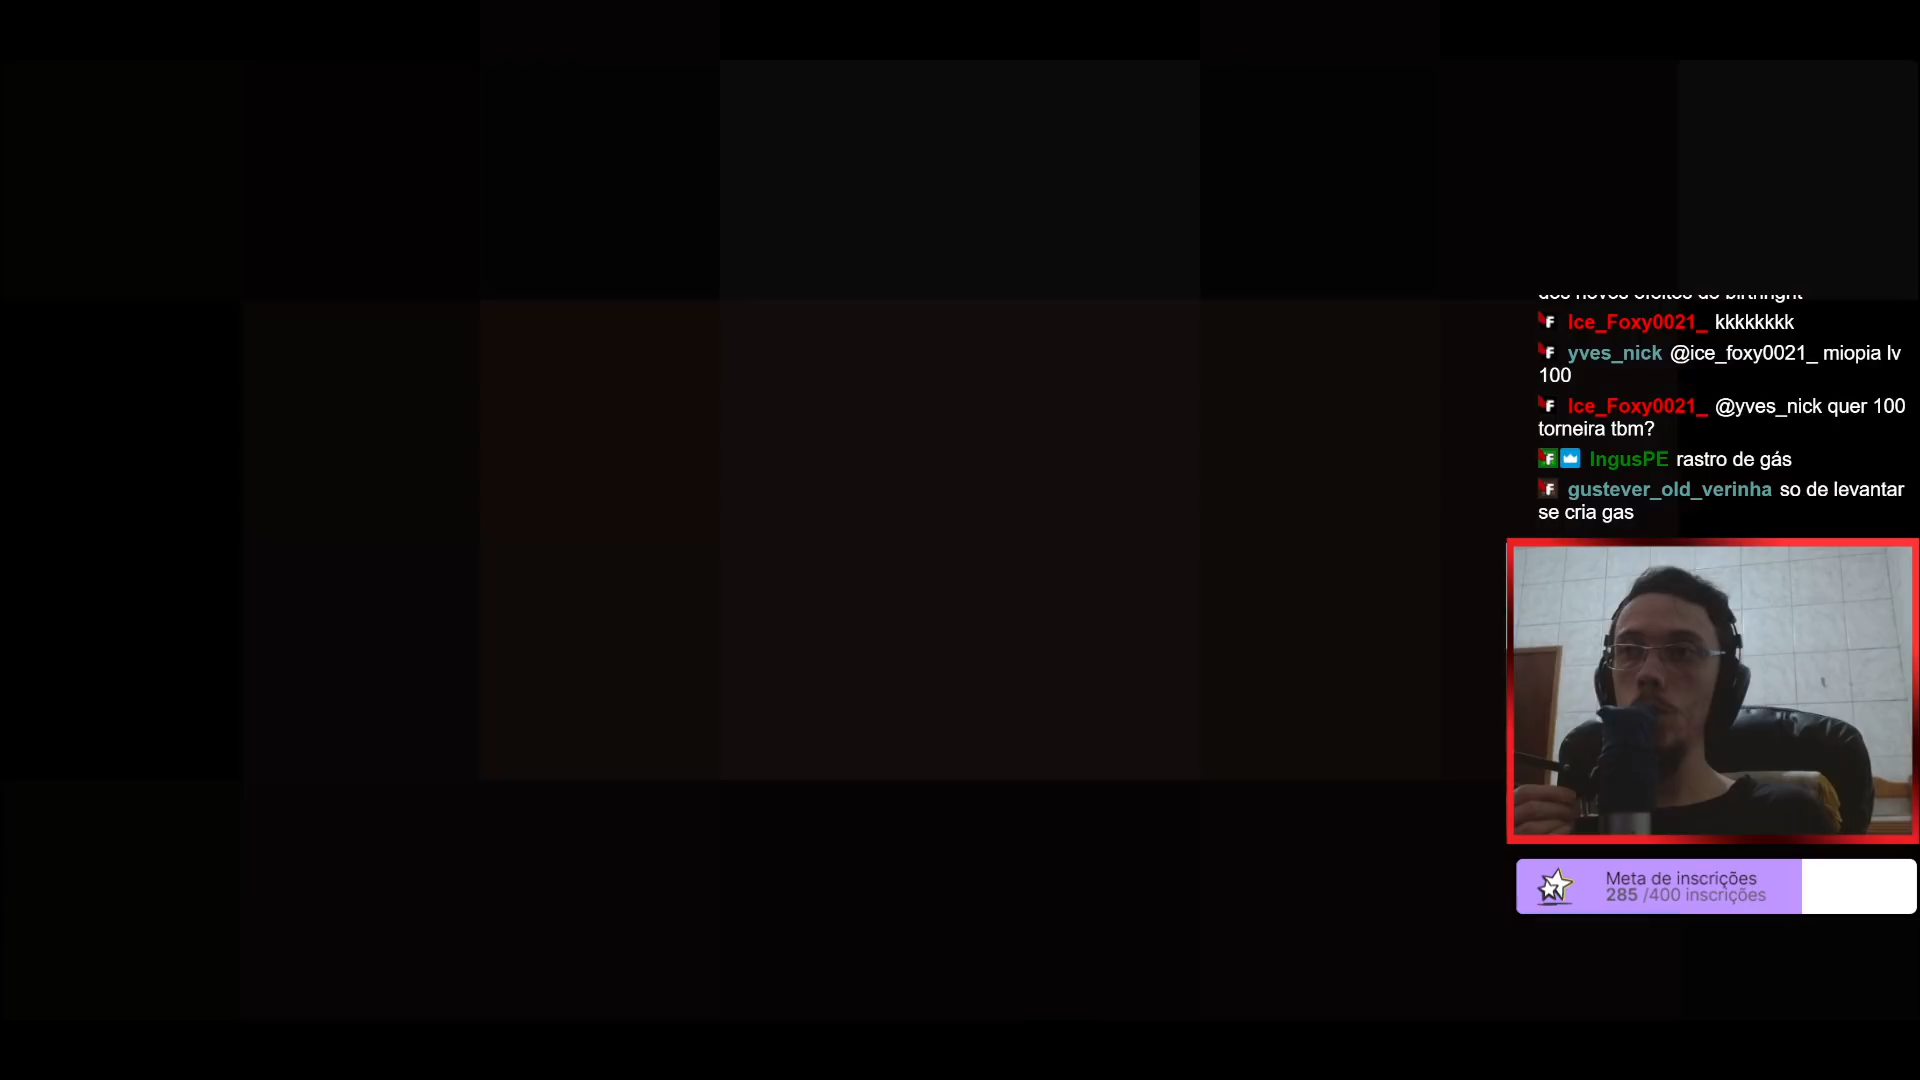 Ice_Foxy0021_ kkkkkkkk
yves_nick @ice_foxy0021_ miopia lv
100
Ice_Foxy0021_ @yves_nick quer 100
torneira tbm?
IngusPE rastro de gás
gustever_old_verinha so de levantar
se cria gas
Meta de inscrições
285 /400 inscrições